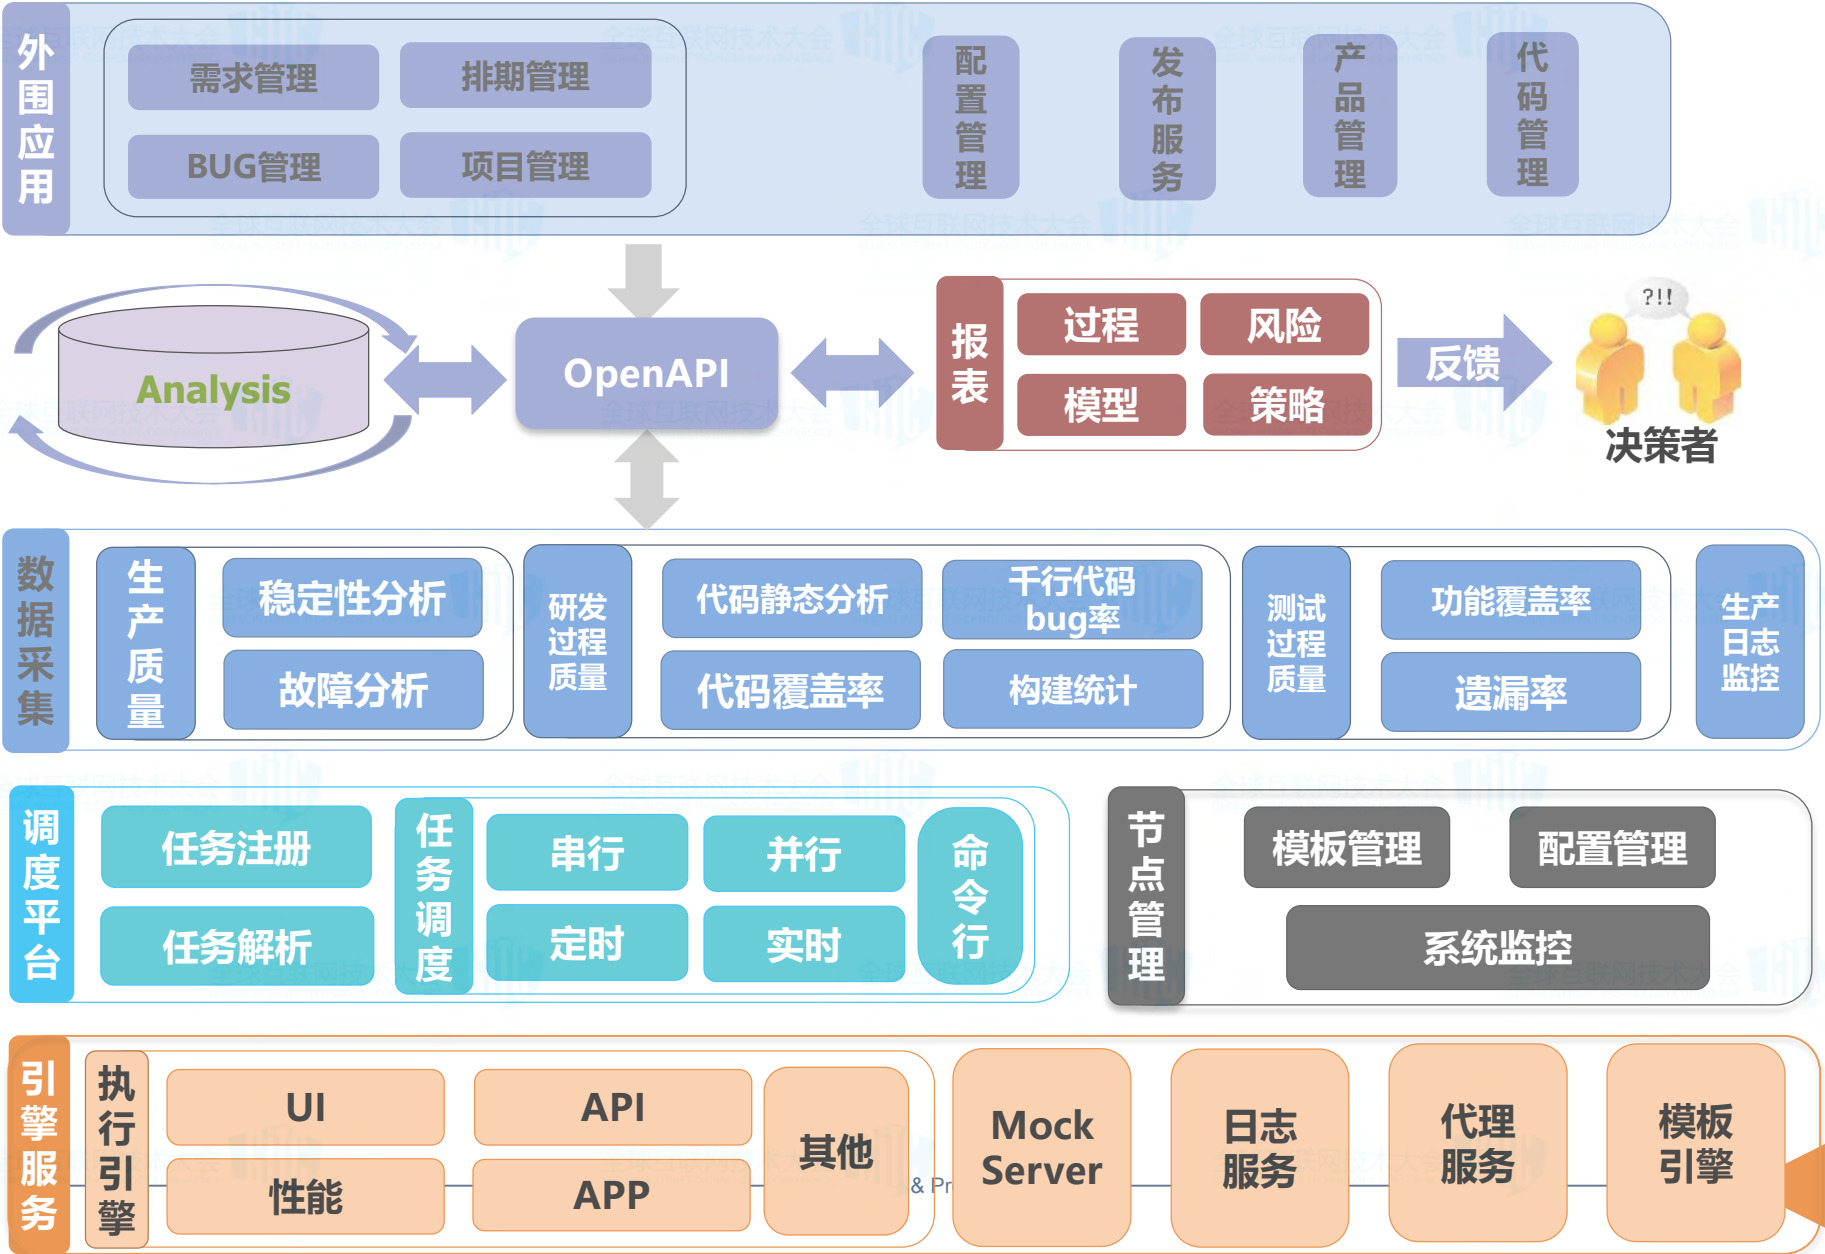 外围应用
需求管理
排期管理
BUG管理
项目管理
配置管理
发布服务
产品管理
代码管理
Analysis
OpenAPI
报表
过程
风险
模型
策略
反馈
?!!
决策者
数据采集
生产质量
稳定性分析
故障分析
研发过程质量
代码静态分析
千行代码
bug率
代码覆盖率
构建统计
测试过程质量
功能覆盖率
遗漏率
生产
日志
监控
调度平台
任务注册
任务解析
任务调度
串行
并行
定时
实时
命令行
节点管理
模板管理
配置管理
系统监控
引擎服务
执行引擎
UI
API
性能
APP
其他
& Pr
Mock
Server
日志
服务
代理
服务
模板
引擎
全球互联网技术大会